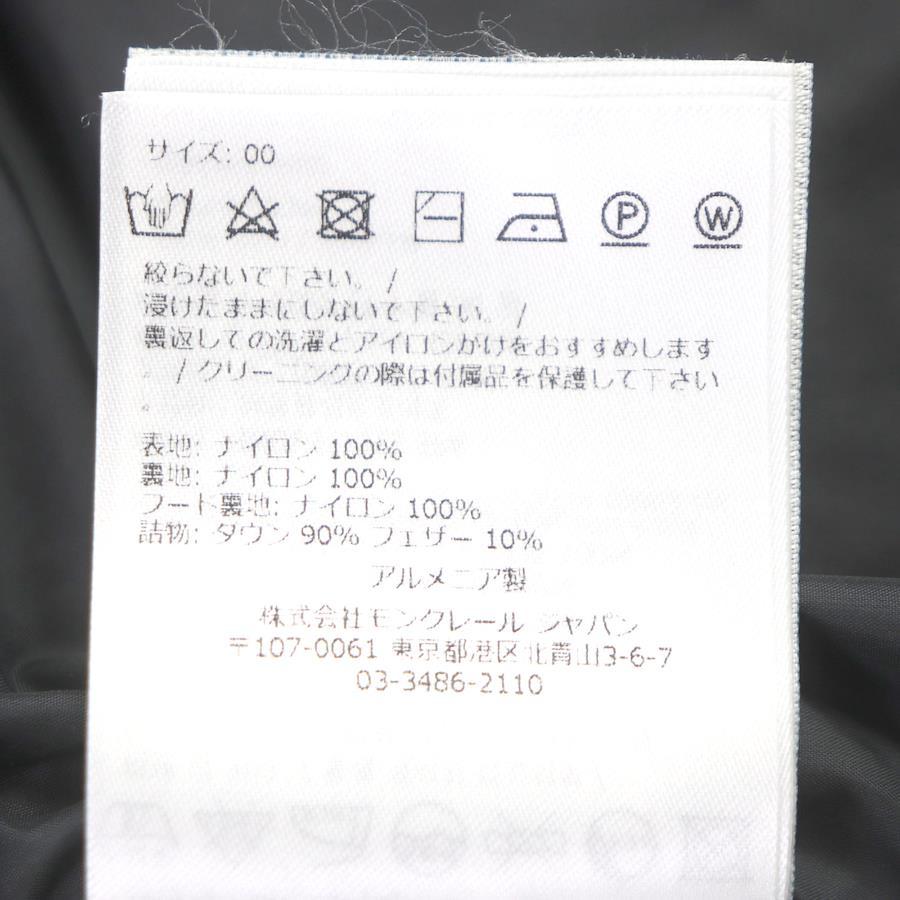 サイズ: 00
P W
絞らないで下さい。 /
浸けたままにしないで下さい。 /
裏返しての洗濯とアイロンがけをおすすめします
。 / クリーニングの際は付属品を保護して下さい
。
表地: ナイロン 100%
裏地: ナイロン 100%
フード裏地: ナイロン 100%
詰物: ダウン 90% フェザー 10%
アルメニア製
株式会社 モンクレール ジャパン
〒107-0061 東京都港区北青山3-6-7
03-3486-2110